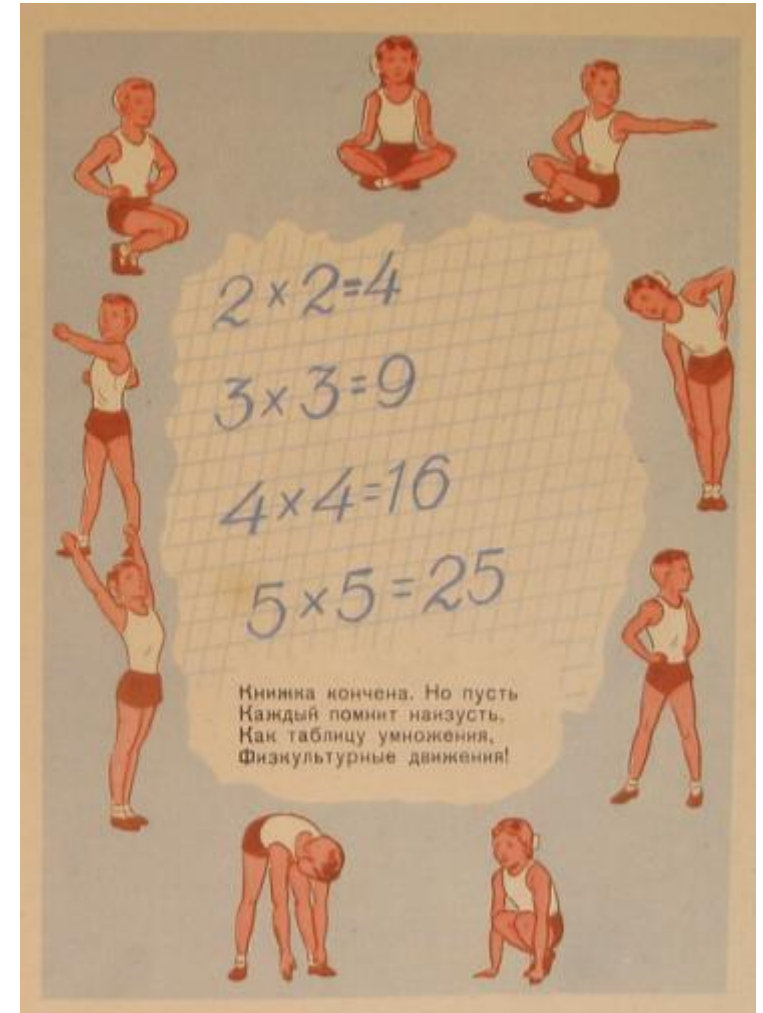 2×2=4
3×3=9
4×4=16
5×5=25
Книжка кончена. Но пусть
Каждый помнит наизусть,
Как таблицу умножения,
Физкультурные движения!